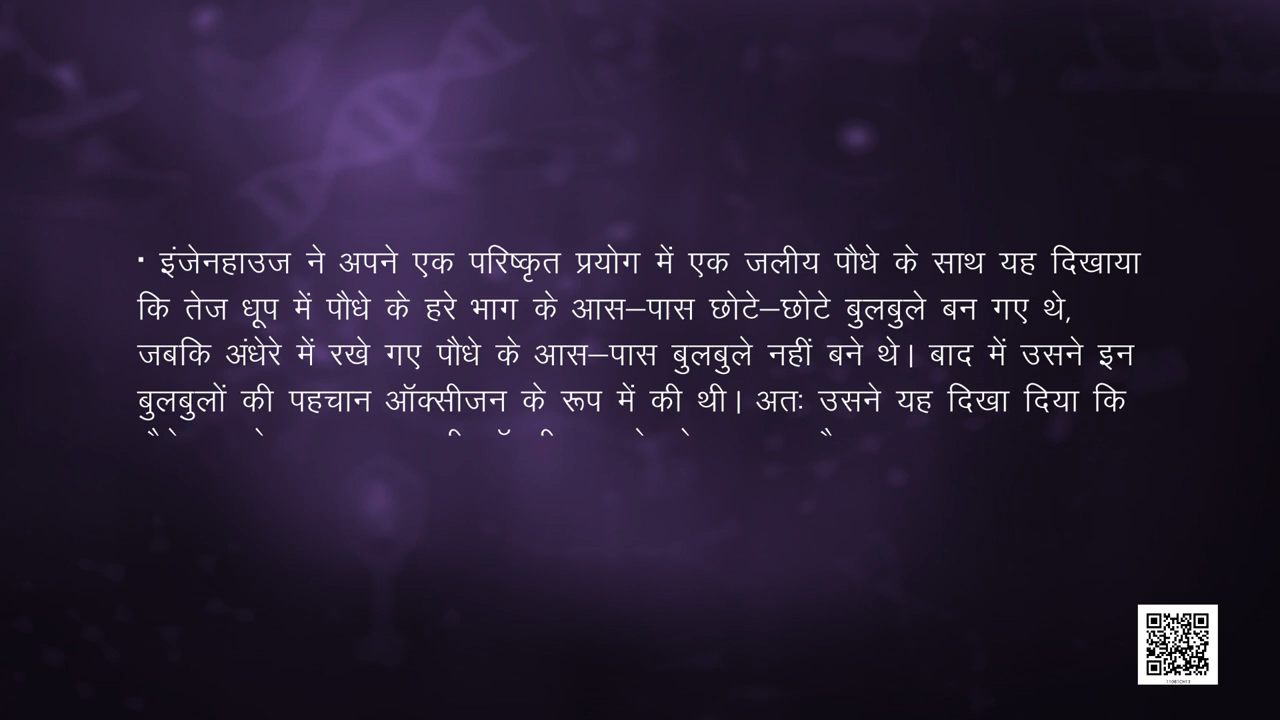 ▪ इंजेनहाउज ने अपने एक परिष्कृत प्रयोग में एक जलीय पौधे के साथ यह दिखाया
कि तेज धूप में पौधे के हरे भाग के आस–पास छोटे–छोटे बुलबुले बन गए थे,
जबकि अंधेरे में रखे गए पौधे के आस–पास बुलबुले नहीं बने थे। बाद में उसने इन
बुलबुलों की पहचान ऑक्सीजन के रूप में की थी। अतः उसने यह दिखा दिया कि